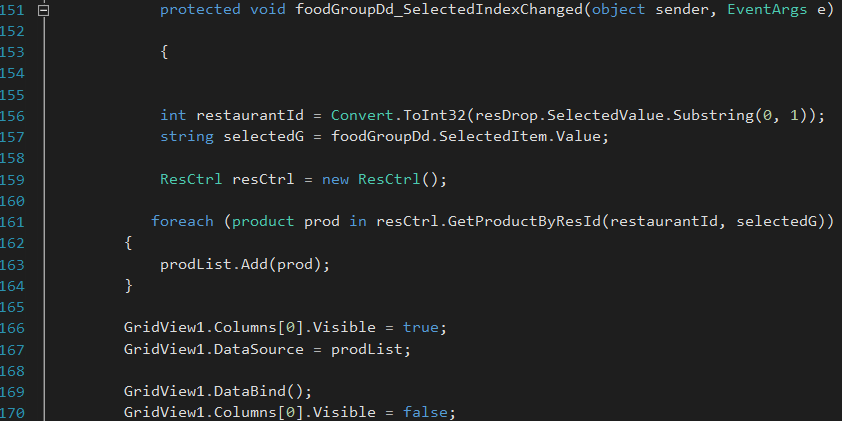 151 protected void foodGroupDd_SelectedIndexChanged(object sender, EventArgs e)
152
153 {
154
155
156 int restaurantId = Convert.ToInt32(resDrop.SelectedValue.Substring(0, 1));
157 string selectedG = foodGroupDd.SelectedItem.Value;
158
159 ResCtrl resCtrl = new ResCtrl();
160
161 foreach (product prod in resCtrl.GetProductByResId(restaurantId, selectedG))
162 {
163 prodList.Add(prod);
164 }
165
166 GridView1.Columns[0].Visible = true;
167 GridView1.DataSource = prodList;
168
169 GridView1.DataBind();
170 GridView1.Columns[0].Visible = false;